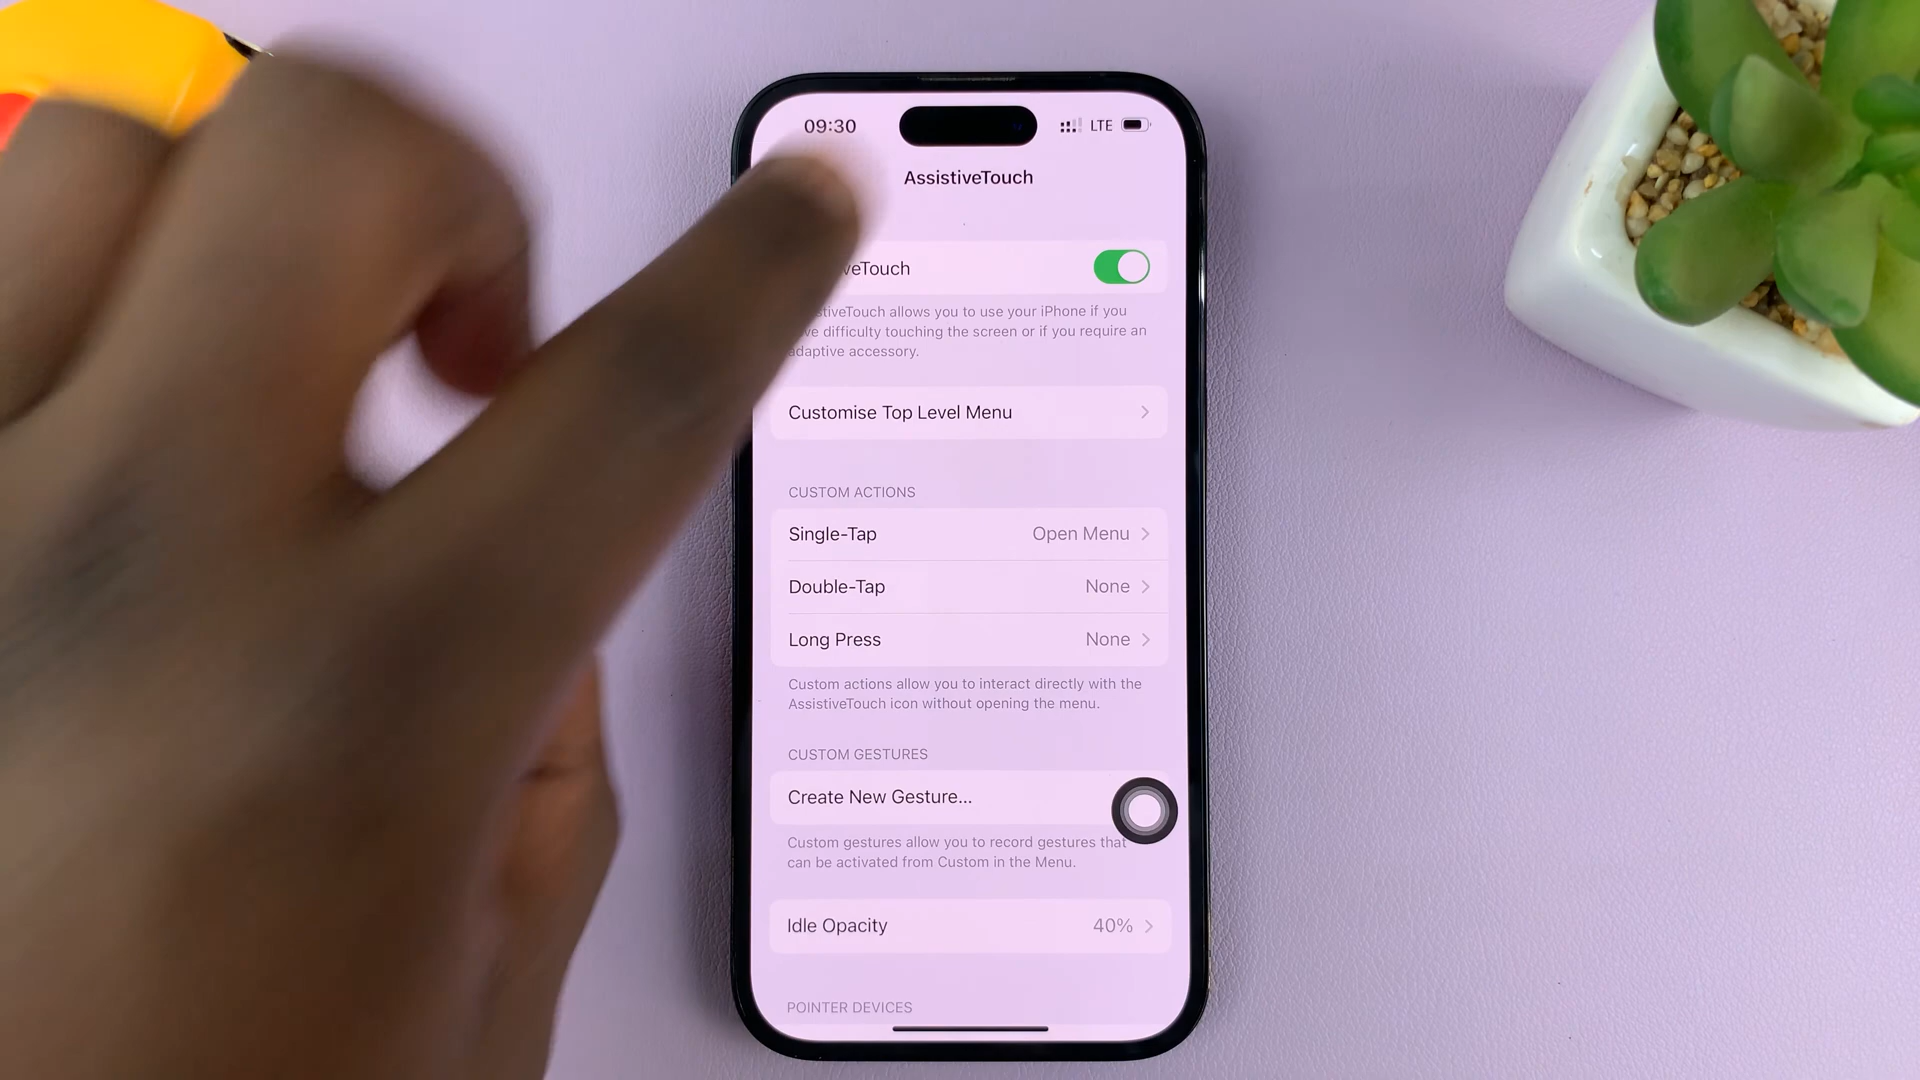 09:30 LTE
AssistiveTouch
veTouch
stiveTouch allows you to use your iPhone if you
ve difficulty touching the screen or if you require an
adaptive accessory.
Customise Top Level Menu
CUSTOM ACTIONS
Single-Tap Open Menu
Double-Tap None
Long Press None
Custom actions allow you to interact directly with the
AssistiveTouch icon without opening the menu.
CUSTOM GESTURES
Create New Gesture...
Custom gestures allow you to record gestures that
can be activated from Custom in the Menu.
Idle Opacity 40%
POINTER DEVICES